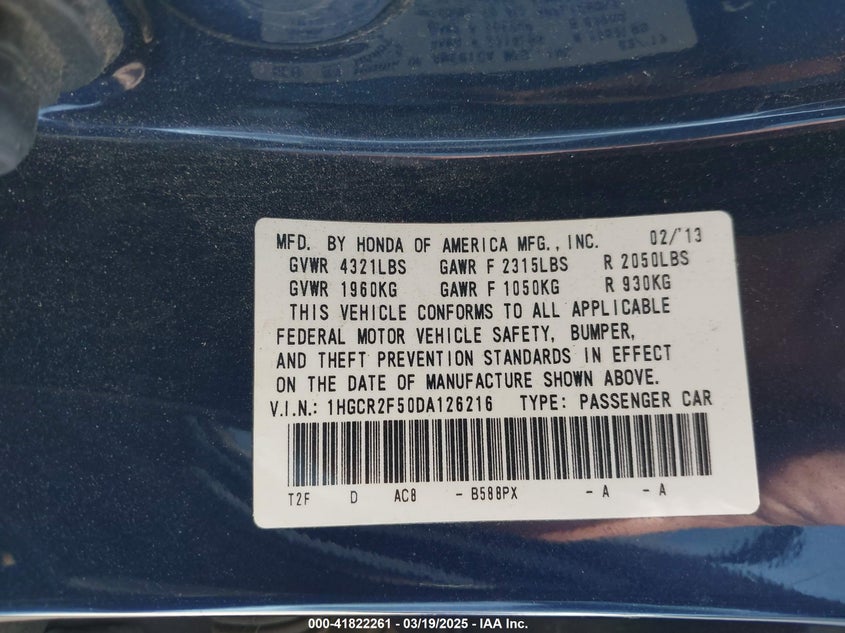 MFD. BY HONDA OF AMERICA MFG., INC. 02/'13
GVWR 4321LBS GAWR F 2315LBS R 2050LBS
GVWR 1960KG GAWR F 1050KG R 930KG
THIS VEHICLE CONFORMS TO ALL APPLICABLE
FEDERAL MOTOR VEHICLE SAFETY, BUMPER,
AND THEFT PREVENTION STANDARDS IN EFFECT
ON THE DATE OF MANUFACTURE SHOWN ABOVE.
V.I.N.: 1HGCR2F50DA126216 TYPE: PASSENGER CAR
T2F D AC8 - B588PX - A - A
000-41822261 - 03/19/2025 - IAA Inc.